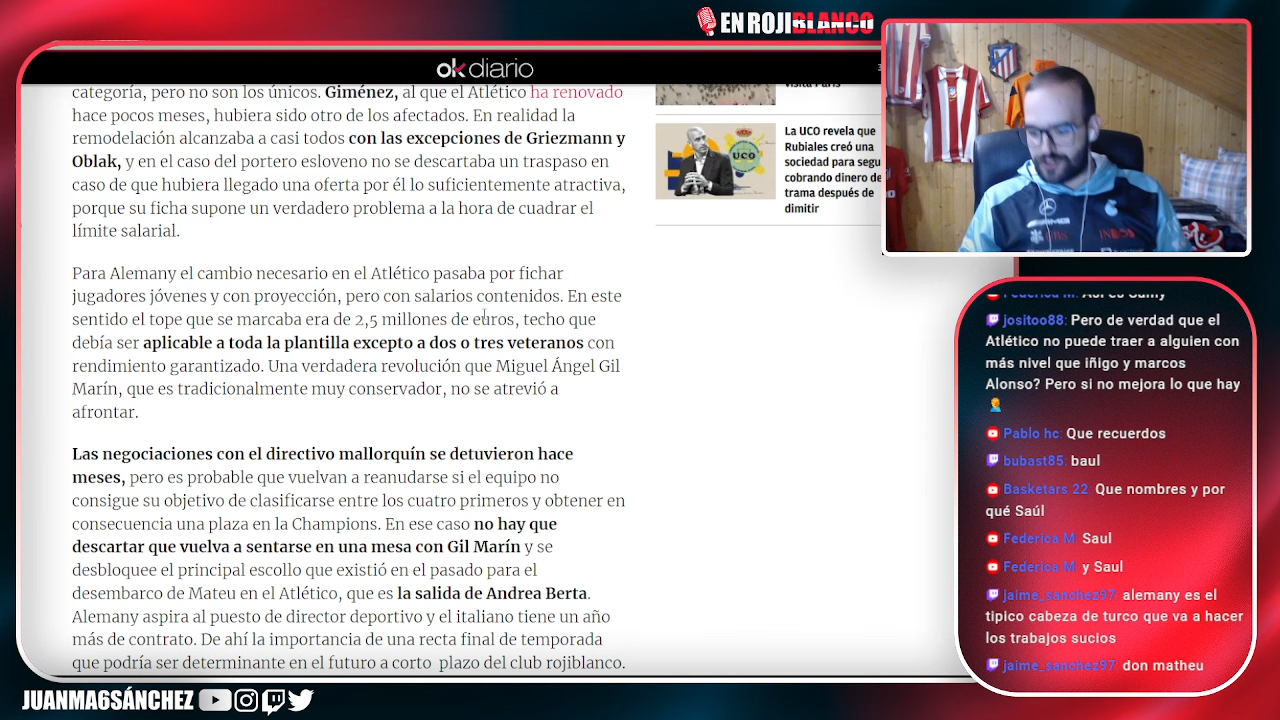 EN ROJIBLANCO
okdiario
categoría, pero no son los únicos. Giménez, al que el Atlético ha renovado
hace pocos meses, hubiera sido otro de los afectados. En realidad la
remodelación alcanzaba a casi todos con las excepciones de Griezmann y
Oblak, y en el caso del portero esloveno no se descartaba un traspaso en
caso de que hubiera llegado una oferta por él lo suficientemente atractiva,
porque su ficha supone un verdadero problema a la hora de cuadrar el
límite salarial.
Para Alemany el cambio necesario en el Atlético pasaba por fichar
jugadores jóvenes y con proyección, pero con salarios contenidos. En este
sentido el tope que se marcaba era de 2,5 millones de euros, techo que
debía ser aplicable a toda la plantilla excepto a dos o tres veteranos con
rendimiento garantizado. Una verdadera revolución que Miguel Ángel Gil
Marín, que es tradicionalmente muy conservador, no se atrevió a
afrontar.
Las negociaciones con el directivo mallorquín se detuvieron hace
meses, pero es probable que vuelvan a reanudarse si el equipo no
consigue su objetivo de clasificarse entre los cuatro primeros y obtener en
consecuencia una plaza en la Champions. En ese caso no hay que
descartar que vuelva a sentarse en una mesa con Gil Marín y se
desbloquee el principal escollo que existió en el pasado para el
desembarco de Mateu en el Atlético, que es la salida de Andrea Berta.
Alemany aspira al puesto de director deportivo y el italiano tiene un año
más de contrato. De ahí la importancia de una recta final de temporada
que podría ser determinante en el futuro a corto plazo del club rojiblanco.
visita París
La UCO revela que
Rubiales creó una
sociedad para segu
cobrando dinero de
trama después de
dimitir
UCO
AMG
UBS
INEOS
Federica M: Así es Samy
jositoo88: Pero de verdad que el
Atlético no puede traer a alguien con
más nivel que iñigo y marcos
Alonso? Pero si no mejora lo que hay
Pablo hc: Que recuerdos
bubast85: baul
Basketars 22: Que nombres y por
qué Saúl
Federica M: Saul
Federica M: y Saul
jaime_sanchez97: alemany es el
tipico cabeza de turco que va a hacer
los trabajos sucios
jaime_sanchez97: don matheu
JUANMA6SÁNCHEZ